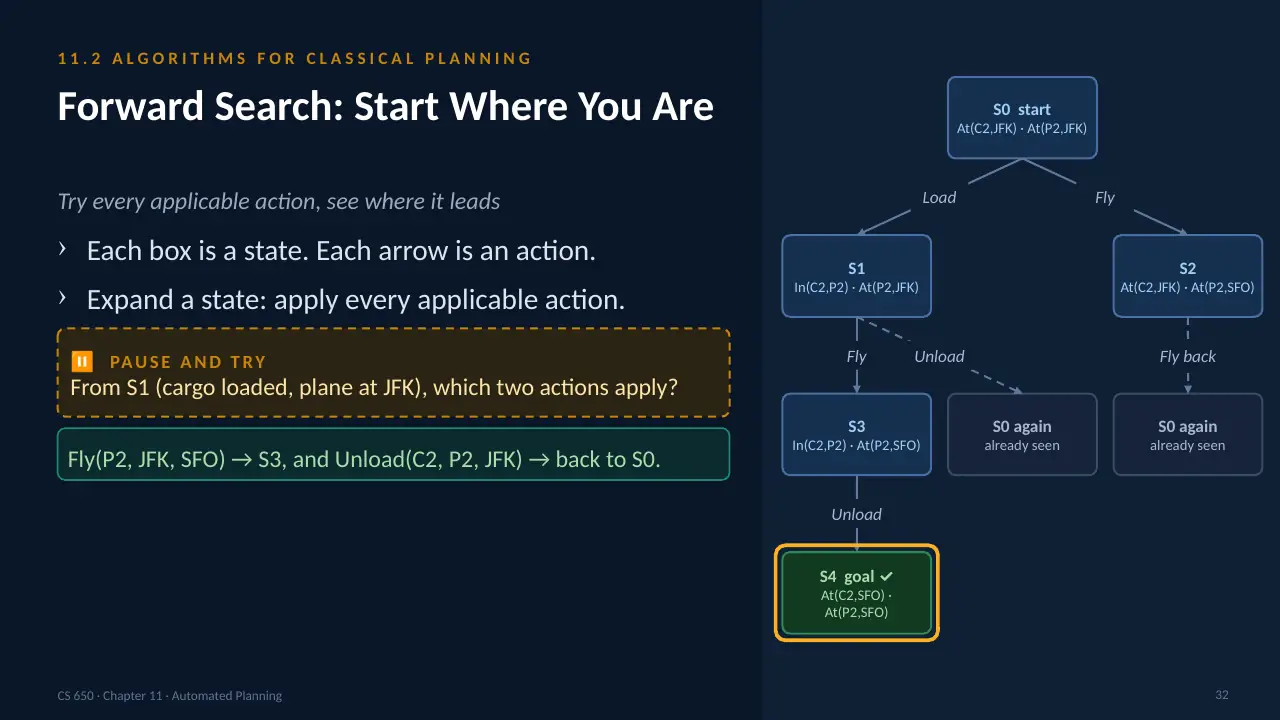 11.2 ALGORITHMS FOR CLASSICAL PLANNING
Forward Search: Start Where You Are
Try every applicable action, see where it leads
› Each box is a state. Each arrow is an action.
› Expand a state: apply every applicable action.
⏸ PAUSE AND TRY
From S1 (cargo loaded, plane at JFK), which two actions apply?
Fly(P2, JFK, SFO) → S3, and Unload(C2, P2, JFK) → back to S0.
S0 start
At(C2,JFK) · At(P2,JFK)
Load
Fly
S1
In(C2,P2) · At(P2,JFK)
S2
At(C2,JFK) · At(P2,SFO)
Fly
Unload
Fly back
S3
In(C2,P2) · At(P2,SFO)
S0 again
already seen
S0 again
already seen
Unload
S4 goal ✓
At(C2,SFO) ·
At(P2,SFO)
CS 650 · Chapter 11 · Automated Planning
32